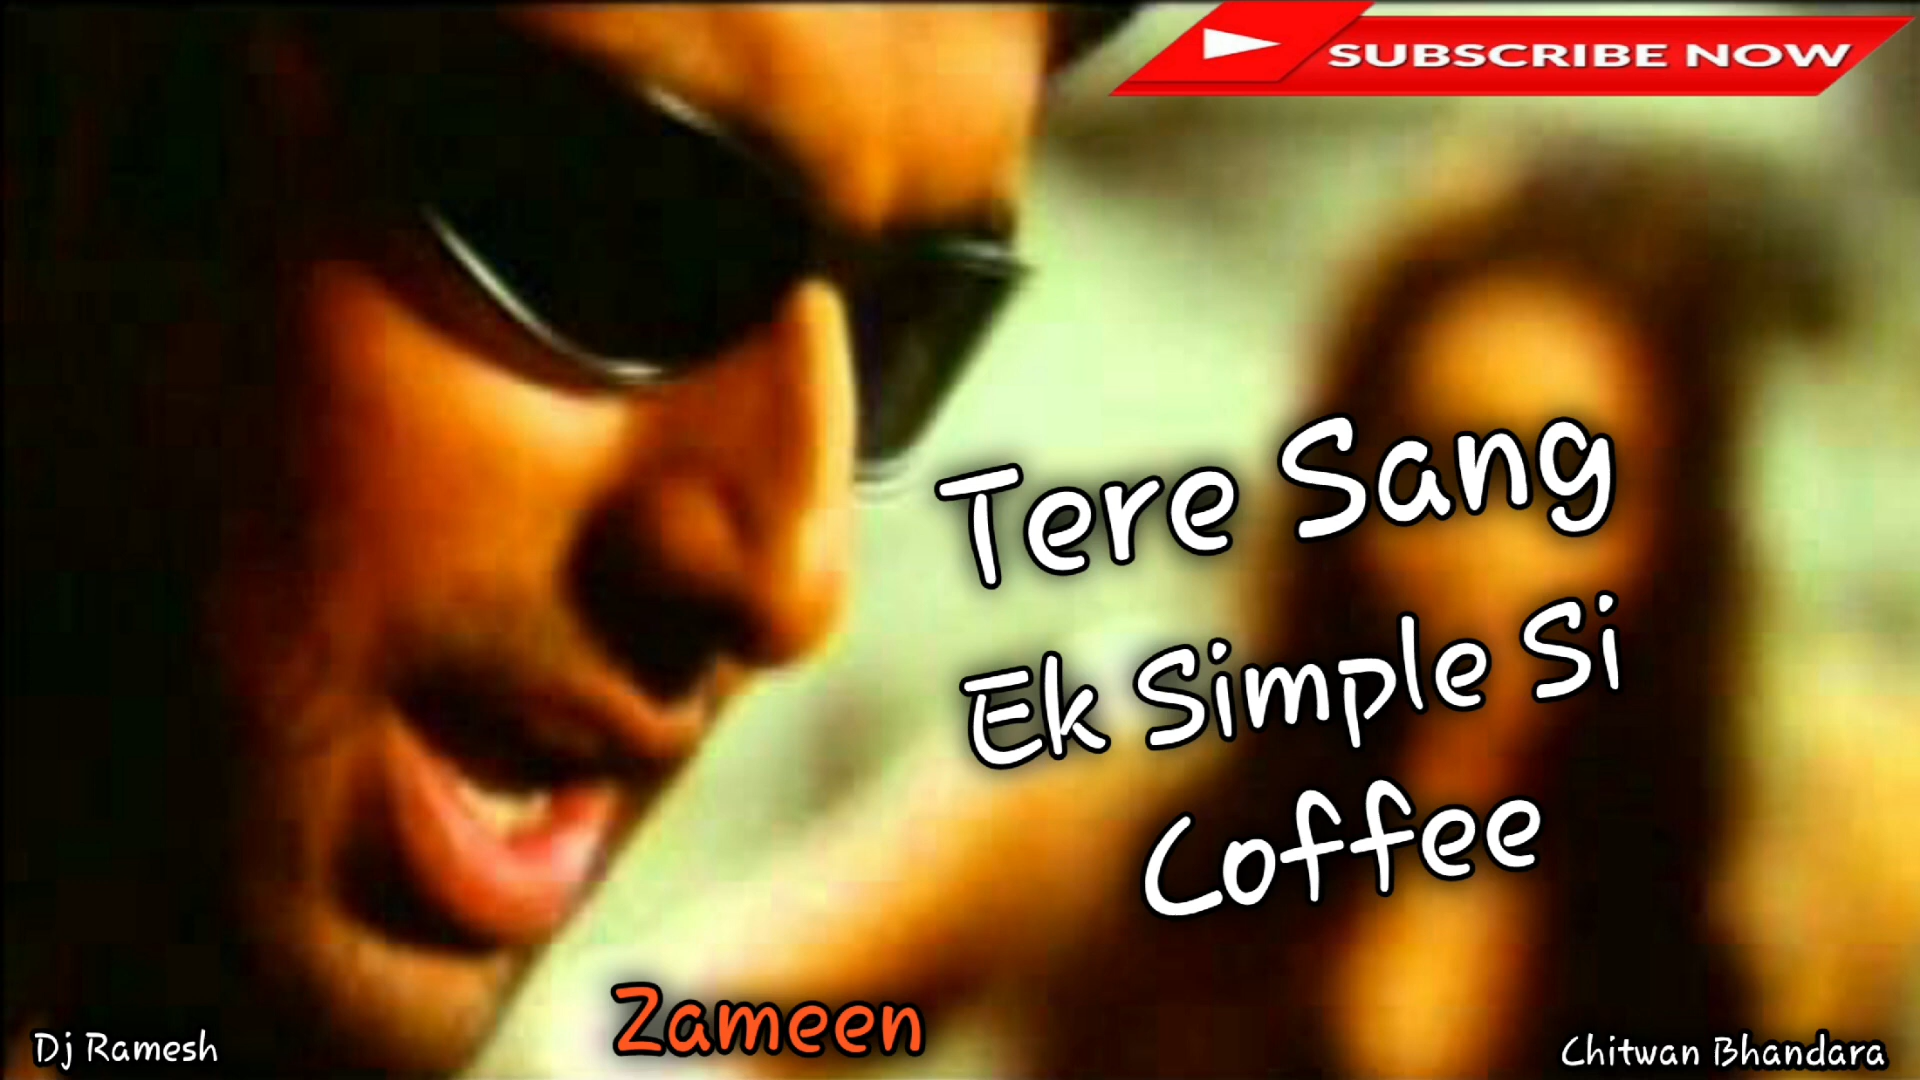 SUBSCRIBE NOW
Tere Sang
Ek Simple Si
Coffee
Zameen
Dj Ramesh
Chitwan Bhandara